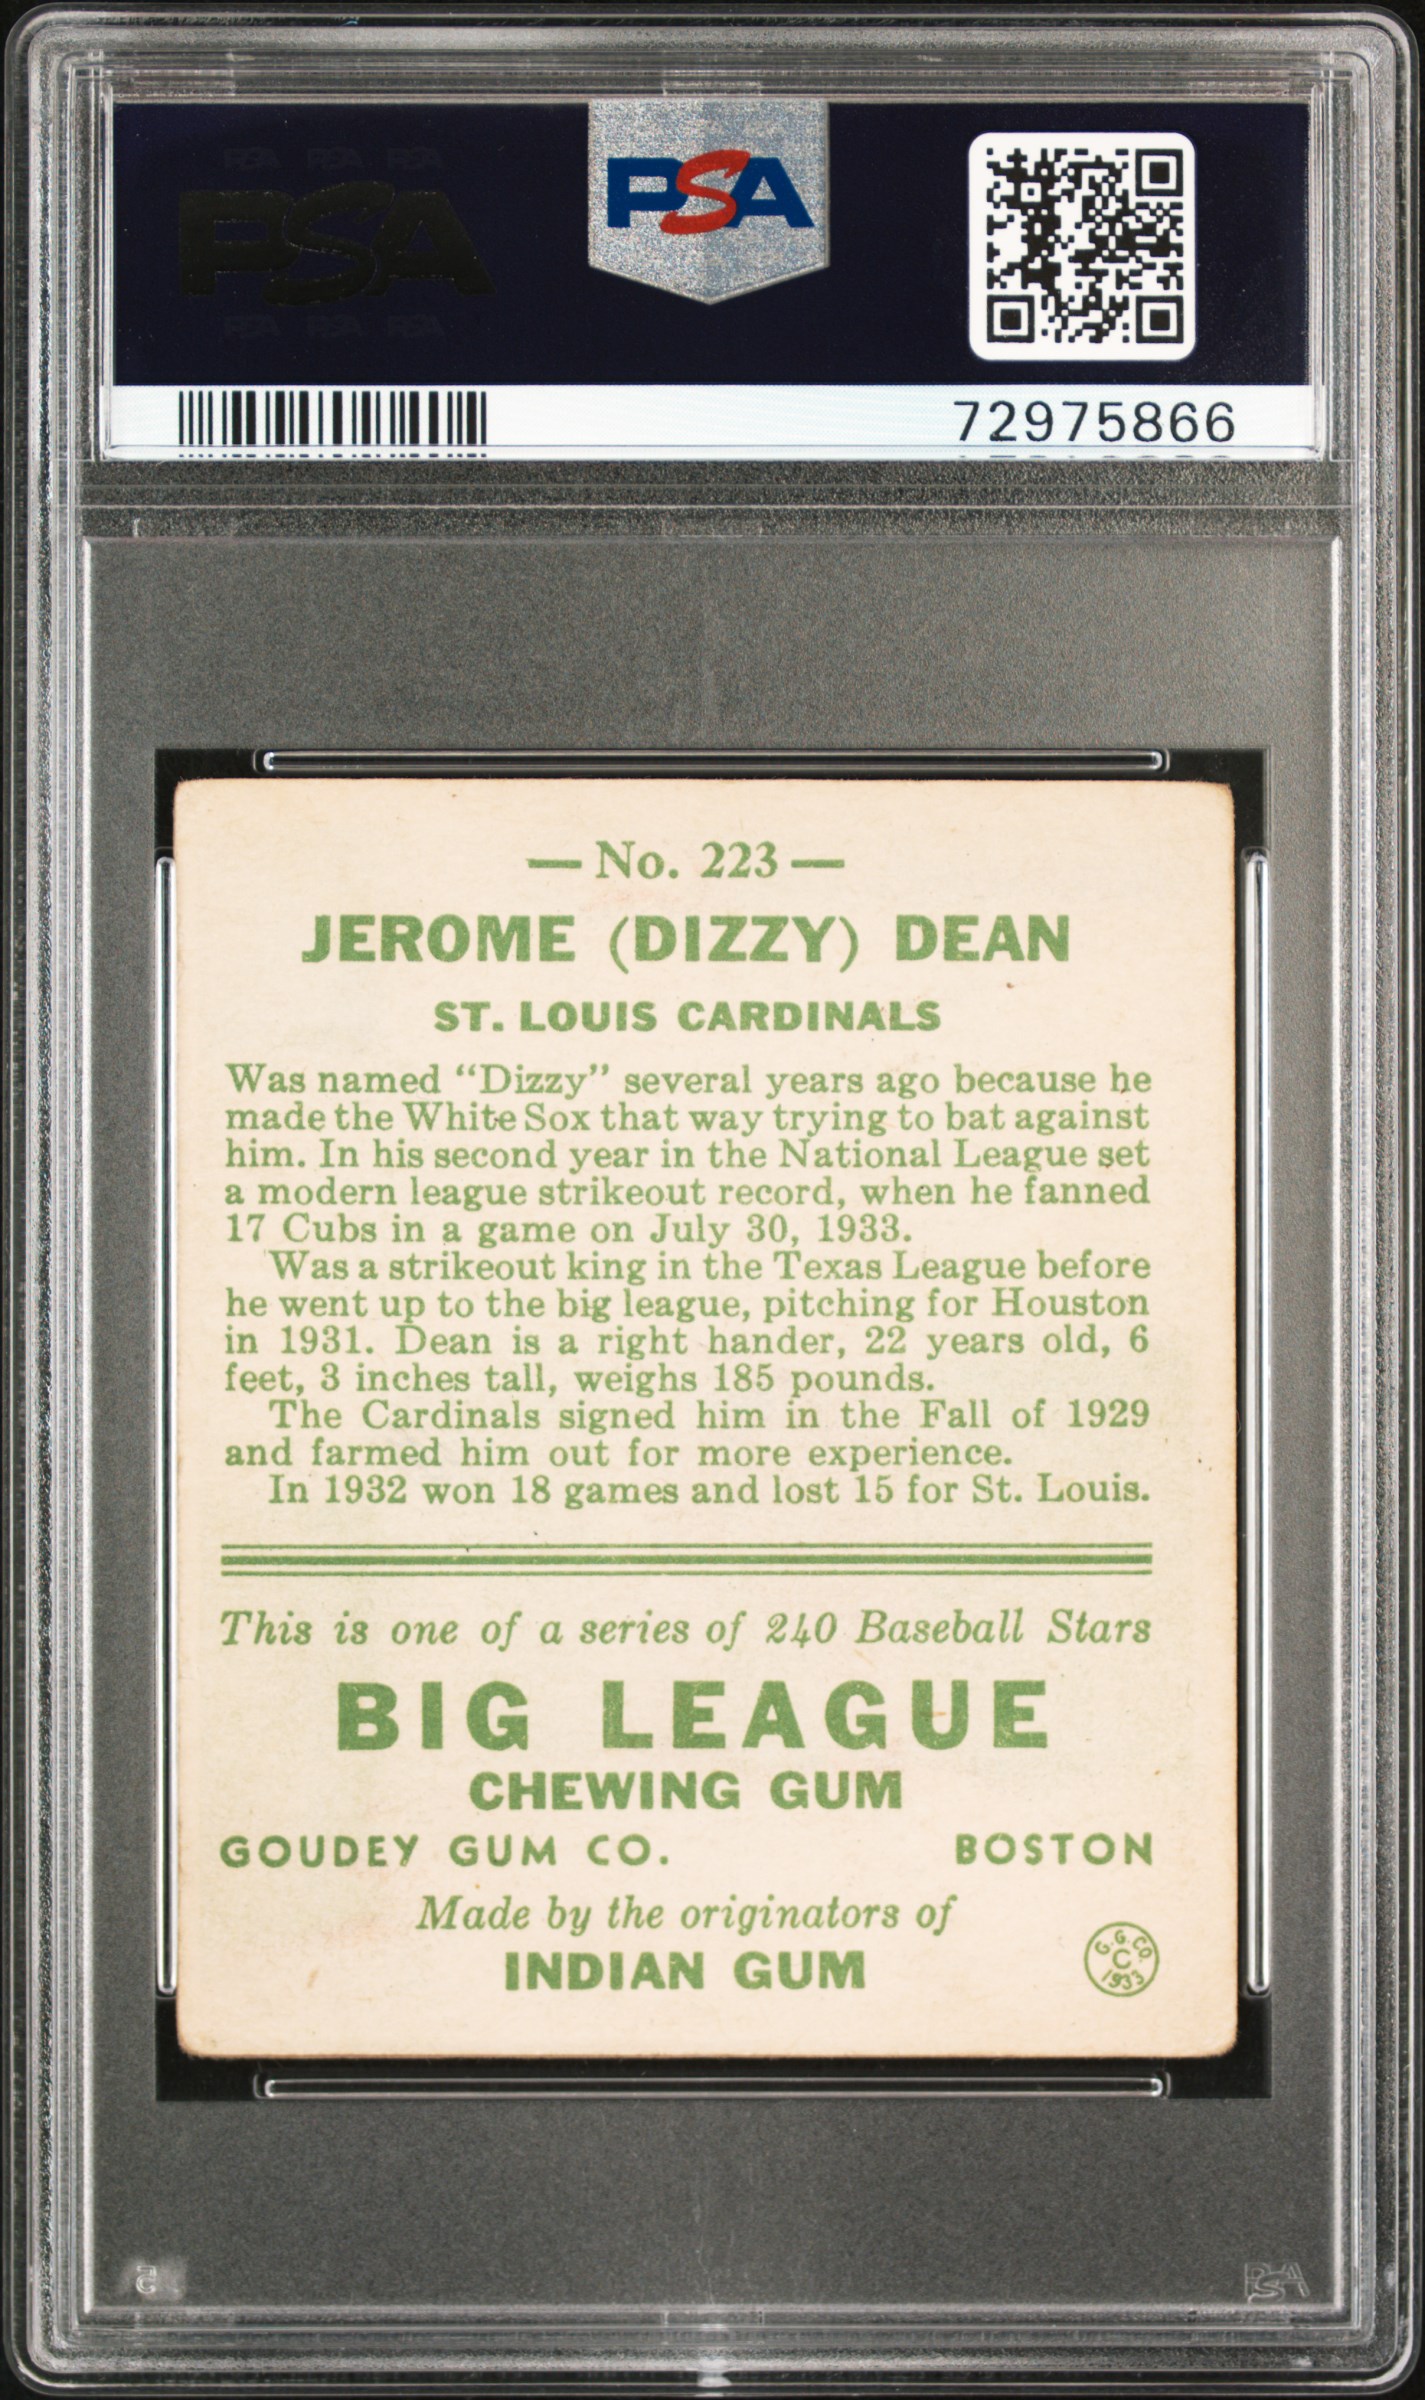 PSA PSA PSA
PSA
PSA PSA PSA
PSA
72975866
— No. 223 —
JEROME (DIZZY) DEAN
ST. LOUIS CARDINALS
Was named “Dizzy” several years ago because he
made the White Sox that way trying to bat against
him. In his second year in the National League set
a modern league strikeout record, when he fanned
17 Cubs in a game on July 30, 1933.
Was a strikeout king in the Texas League before
he went up to the big league, pitching for Houston
in 1931. Dean is a right hander, 22 years old, 6
feet, 3 inches tall, weighs 185 pounds.
The Cardinals signed him in the Fall of 1929
and farmed him out for more experience.
In 1932 won 18 games and lost 15 for St. Louis.
This is one of a series of 240 Baseball Stars
BIG LEAGUE
CHEWING GUM
GOUDEY GUM CO. BOSTON
Made by the originators of
INDIAN GUM
G. G. CO.
C
1933
PSA